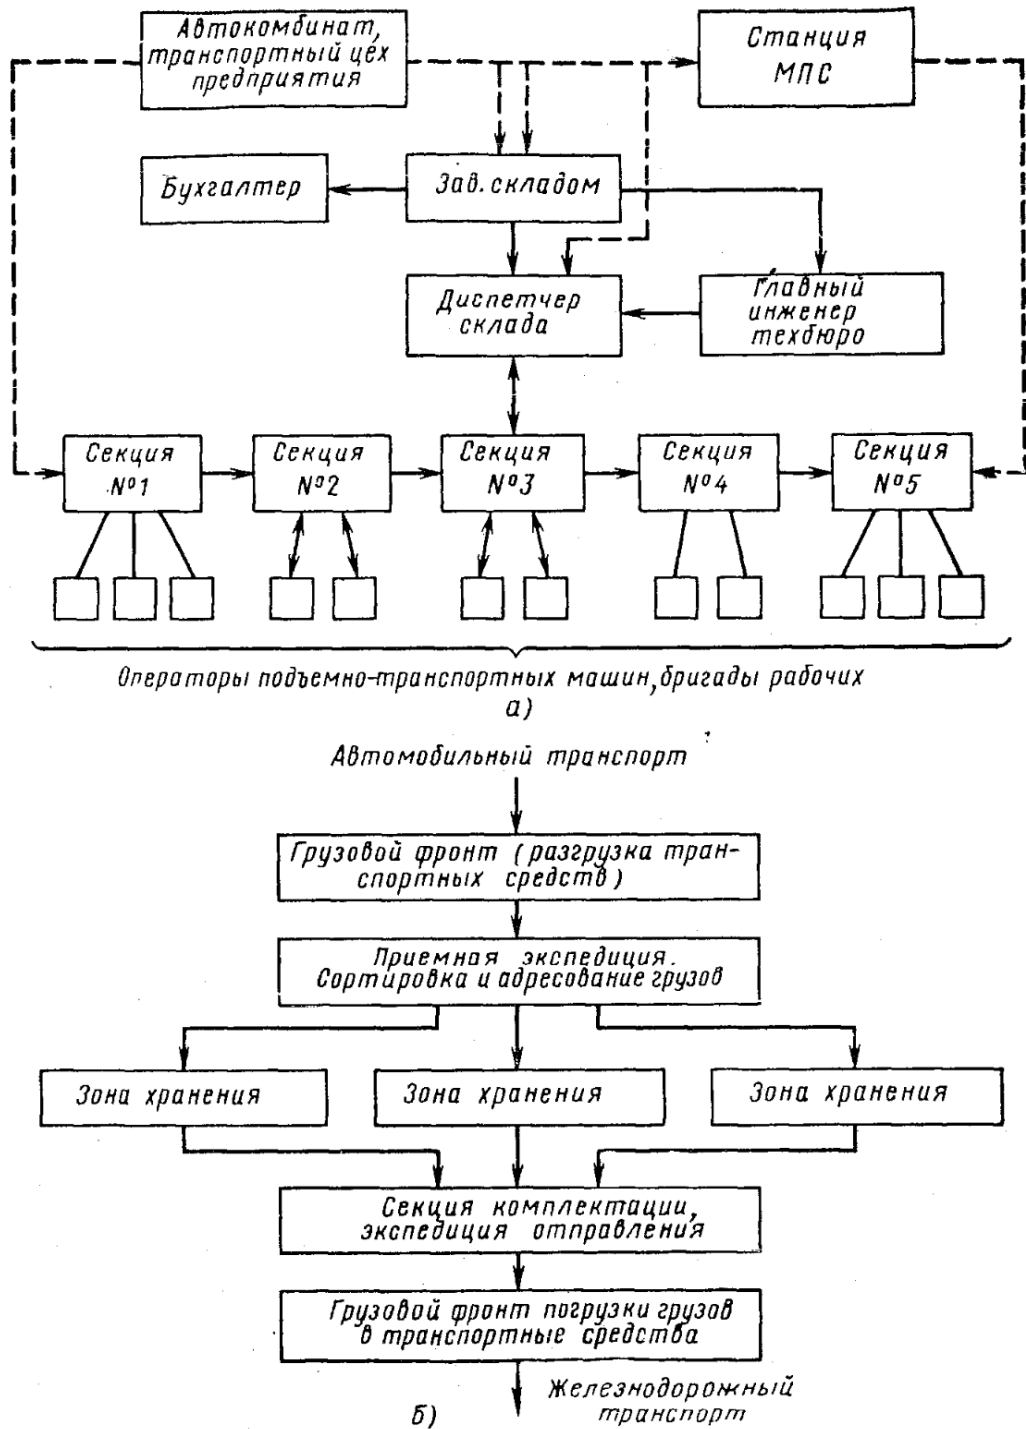 Автокомбинат,
транспортный цех
предприятия
Станция
МПС
Бухгалтер
Зав. складом
Диспетчер
склада
Главный
инженер
техбюро
Секция
№1
Секция
№2
Секция
№3
Секция
№4
Секция
№5
Операторы подъемно-транспортных машин, бригады рабочих
а)
Автомобильный транспорт
Грузовой фронт (разгрузка тран-
спортных средств)
Приемная экспедиция.
Сортировка и адресование грузов
Зона хранения
Зона хранения
Зона хранения
Секция комплектации,
экспедиция отправления
Грузовой фронт погрузки грузов
в транспортные средства
Железнодорожный
транспорт
б)